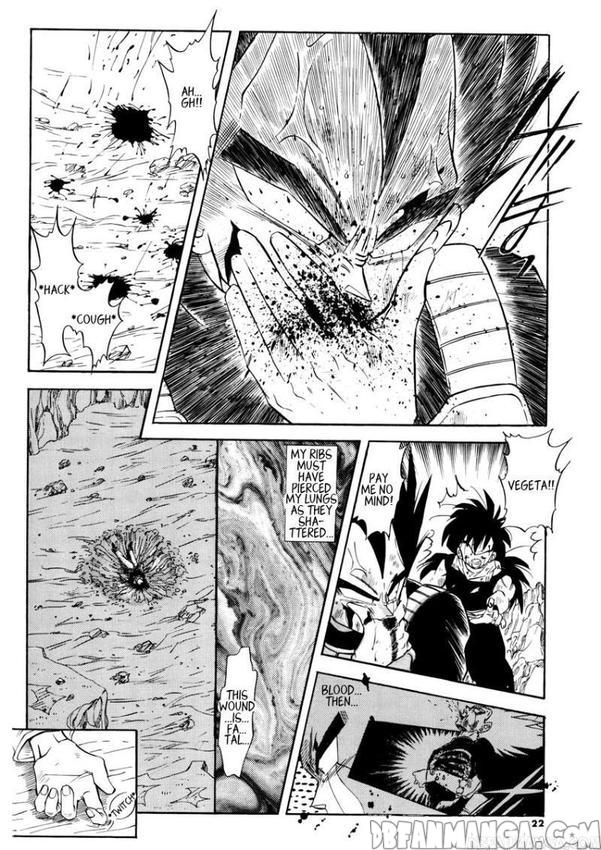 AH...
GH!!
*HACK*
*COUGH*
VEGETA!!
PAY
ME NO
MIND!
MY RIBS
MUST
HAVE
PIERCED
MY LUNGS
AS THEY
SHA-
TTERED...
THIS
WOUND
...IS...
FA-
TAL...
BLOOD...
THEN...
*TWITCH*
22
DBFANMANGA.COM